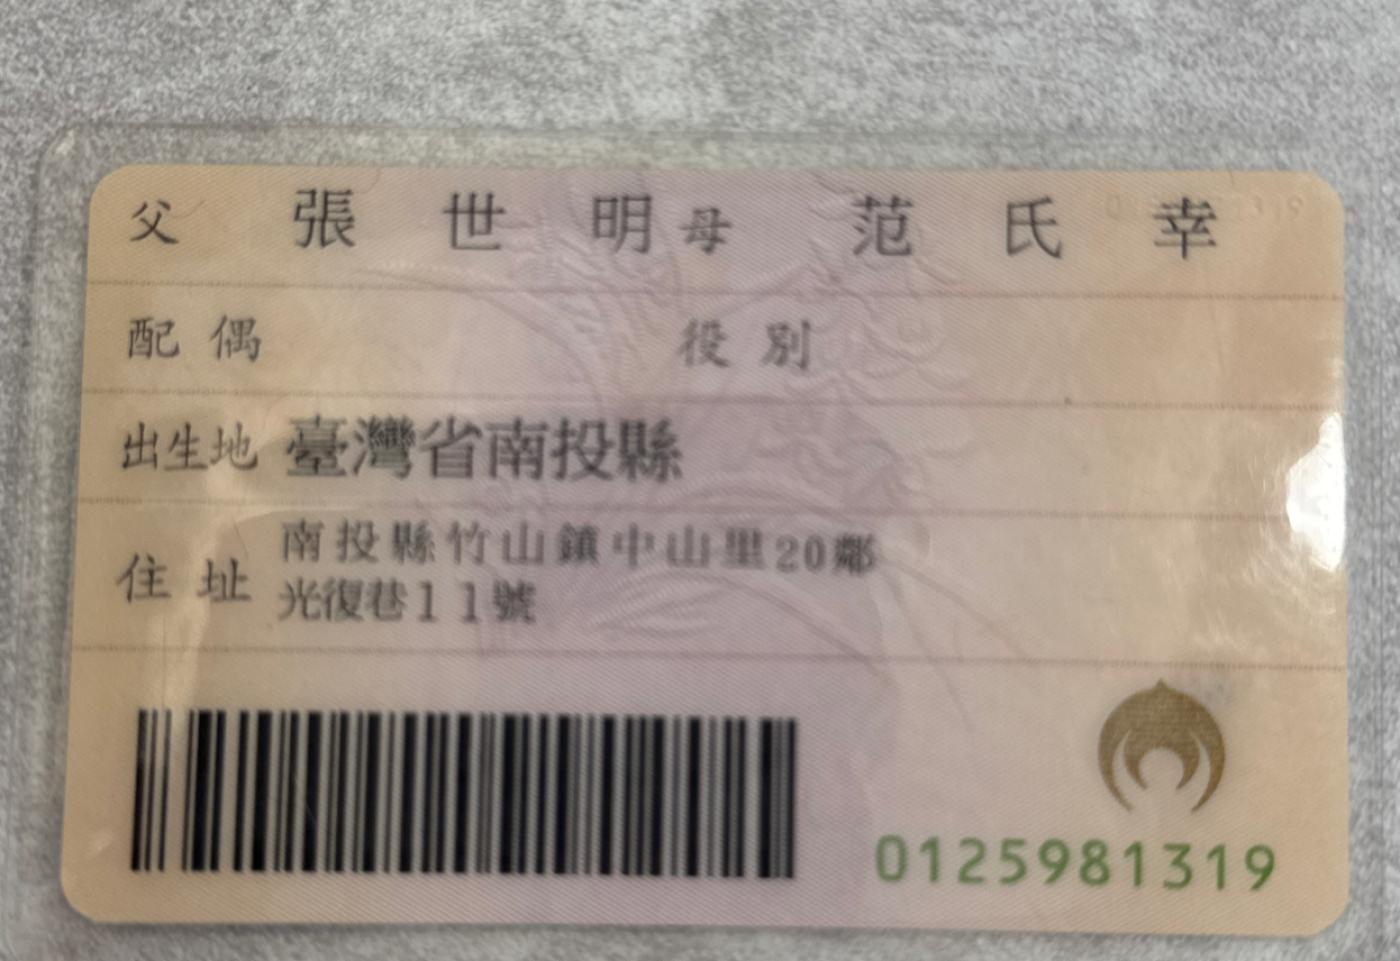 父 張世明 母 范氏幸
配偶 役別
出生地 臺灣省南投縣
住址 南投縣竹山鎮中山里20鄰
光復巷11號
0125981319